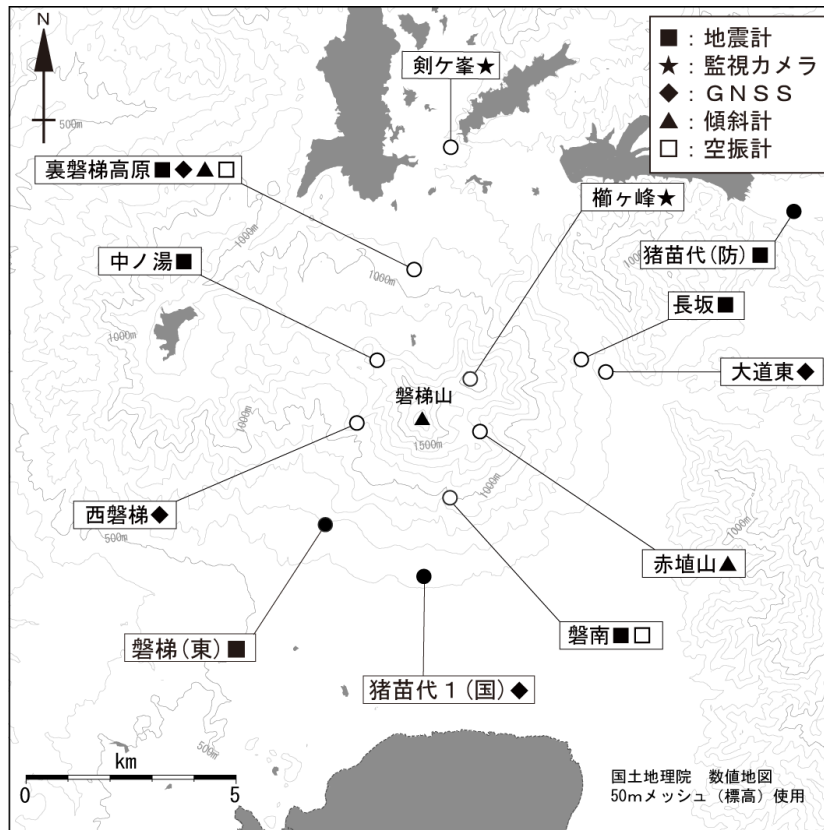 N
■：地震計
★：監視カメラ
◆：ＧＮＳＳ
▲：傾斜計
□：空振計
剣ケ峯★
500m
裏磐梯高原■◆▲□
櫛ヶ峰★
猪苗代(防)■
1000m
中ノ湯■
1000m
1000m
長坂■
1000m
大道東◆
磐梯山
1000m
1500m
1000m
西磐梯◆
500m
1000m
赤埴山▲
磐梯(東)■
磐南■□
猪苗代１(国)◆
500m
km
0
5
国土地理院　数値地図
50mメッシュ（標高）使用